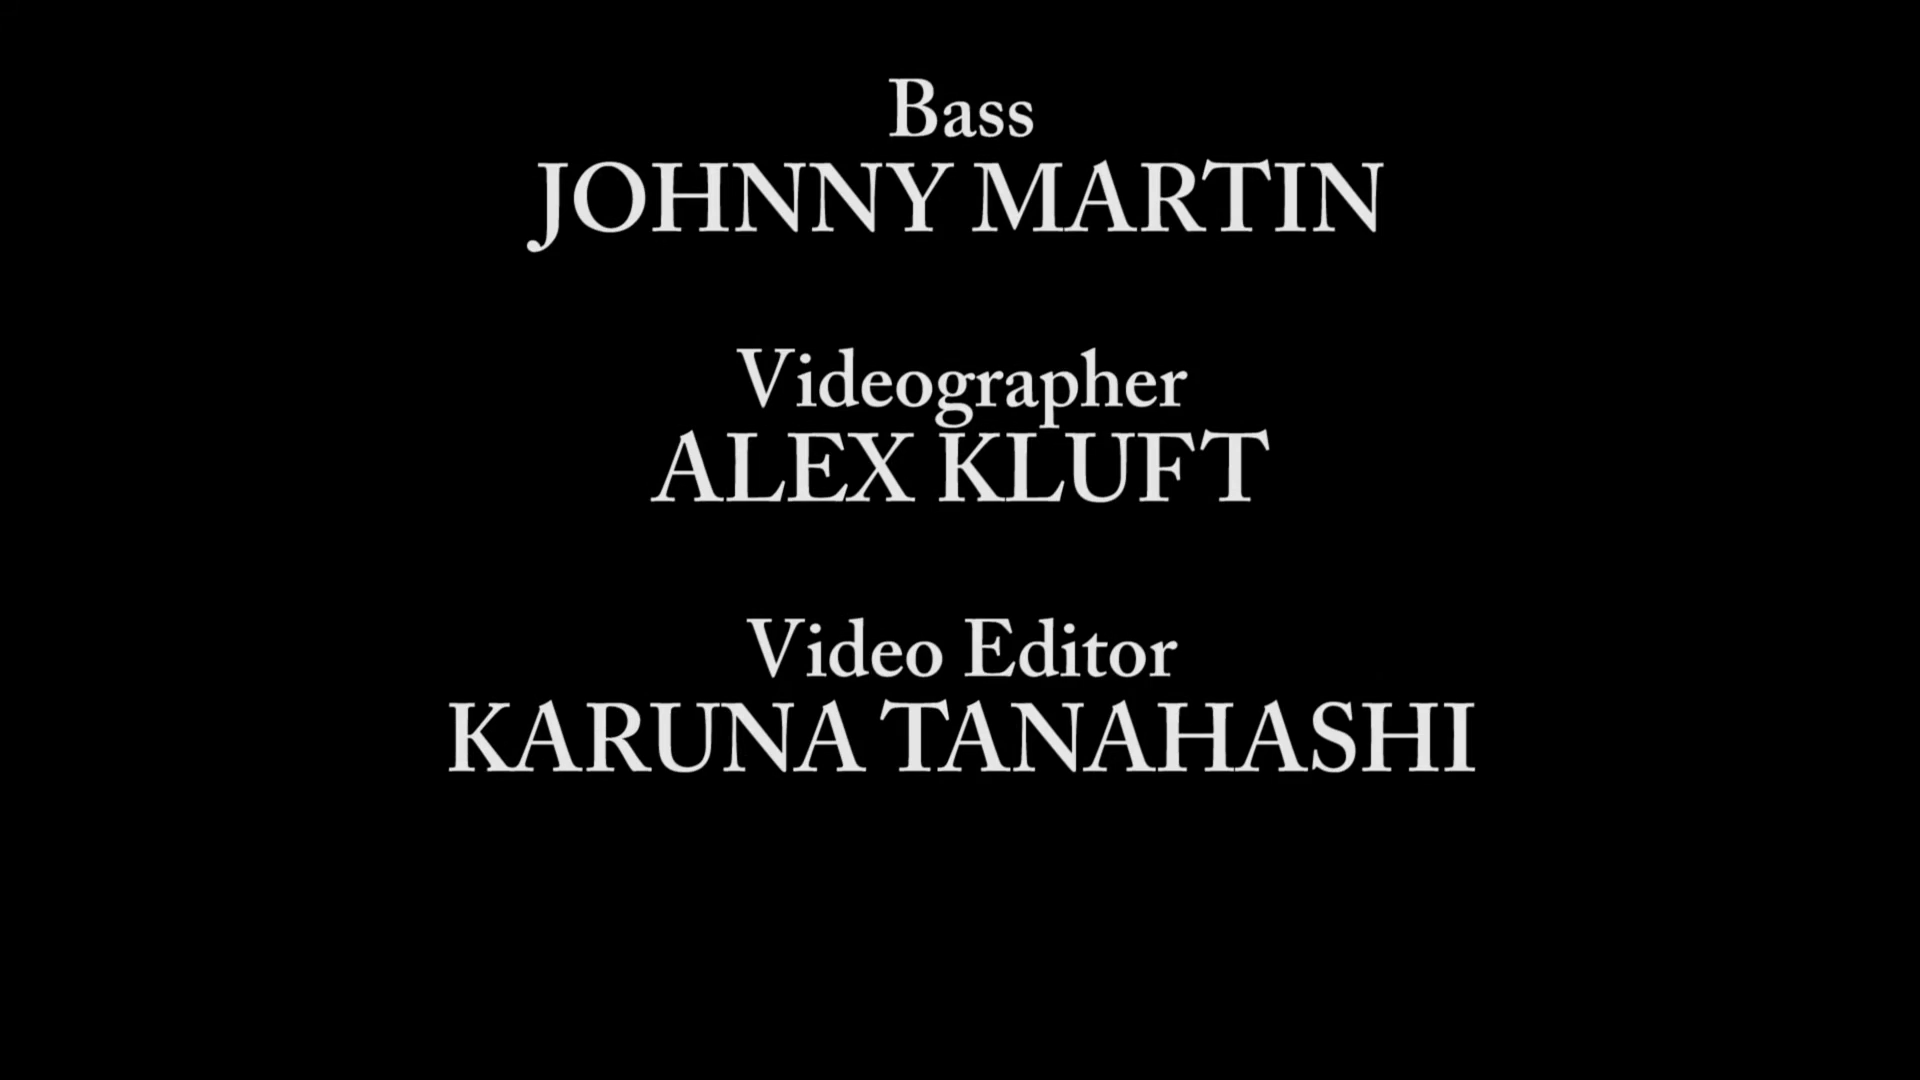 Bass
JOHNNY MARTIN
Videographer
ALEX KLUFT
Video Editor
KARUNA TANAHASHI